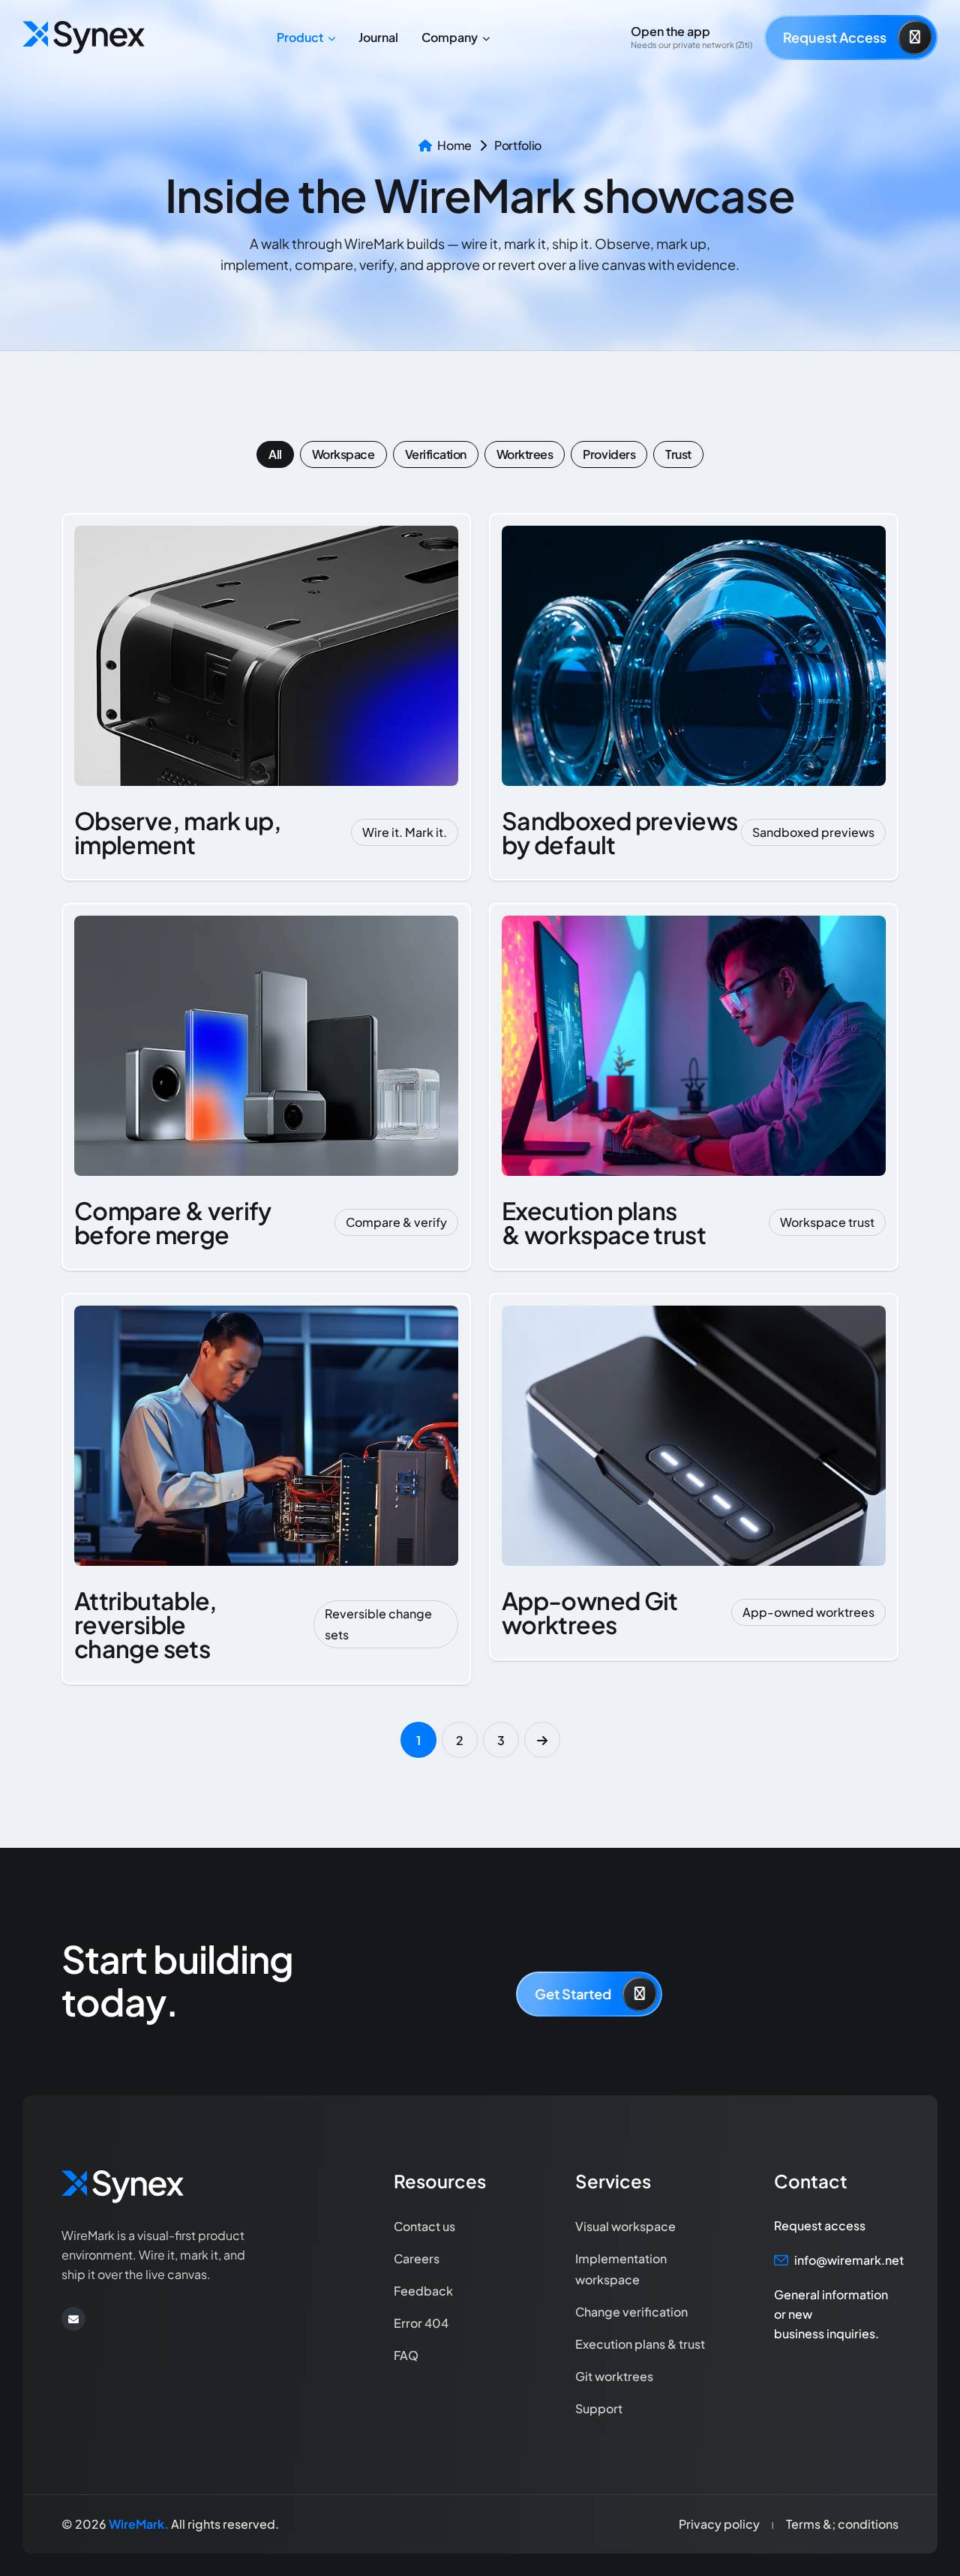 Synex
Product
Journal
Company
Open the app
Needs our private network (Ziti)
Request Access
Home
Portfolio
Inside the WireMark showcase
A walk through WireMark builds — wire it, mark it, ship it. Observe, mark up,
implement, compare, verify, and approve or revert over a live canvas with evidence.
All
Workspace
Verification
Worktrees
Providers
Trust
Observe, mark up,
implement
Wire it. Mark it.
Sandboxed previews
by default
Sandboxed previews
Compare & verify
before merge
Compare & verify
Execution plans
& workspace trust
Workspace trust
Attributable,
reversible
change sets
Reversible change
sets
App-owned Git
worktrees
App-owned worktrees
1
2
3
Start building
today.
Get Started
Synex
WireMark is a visual-first product
environment. Wire it, mark it, and
ship it over the live canvas.
Resources
Contact us
Careers
Feedback
Error 404
FAQ
Services
Visual workspace
Implementation
workspace
Change verification
Execution plans & trust
Git worktrees
Support
Contact
Request access
info@wiremark.net
General information
or new
business inquiries.
© 2026 WireMark. All rights reserved.
Privacy policy
Terms &; conditions